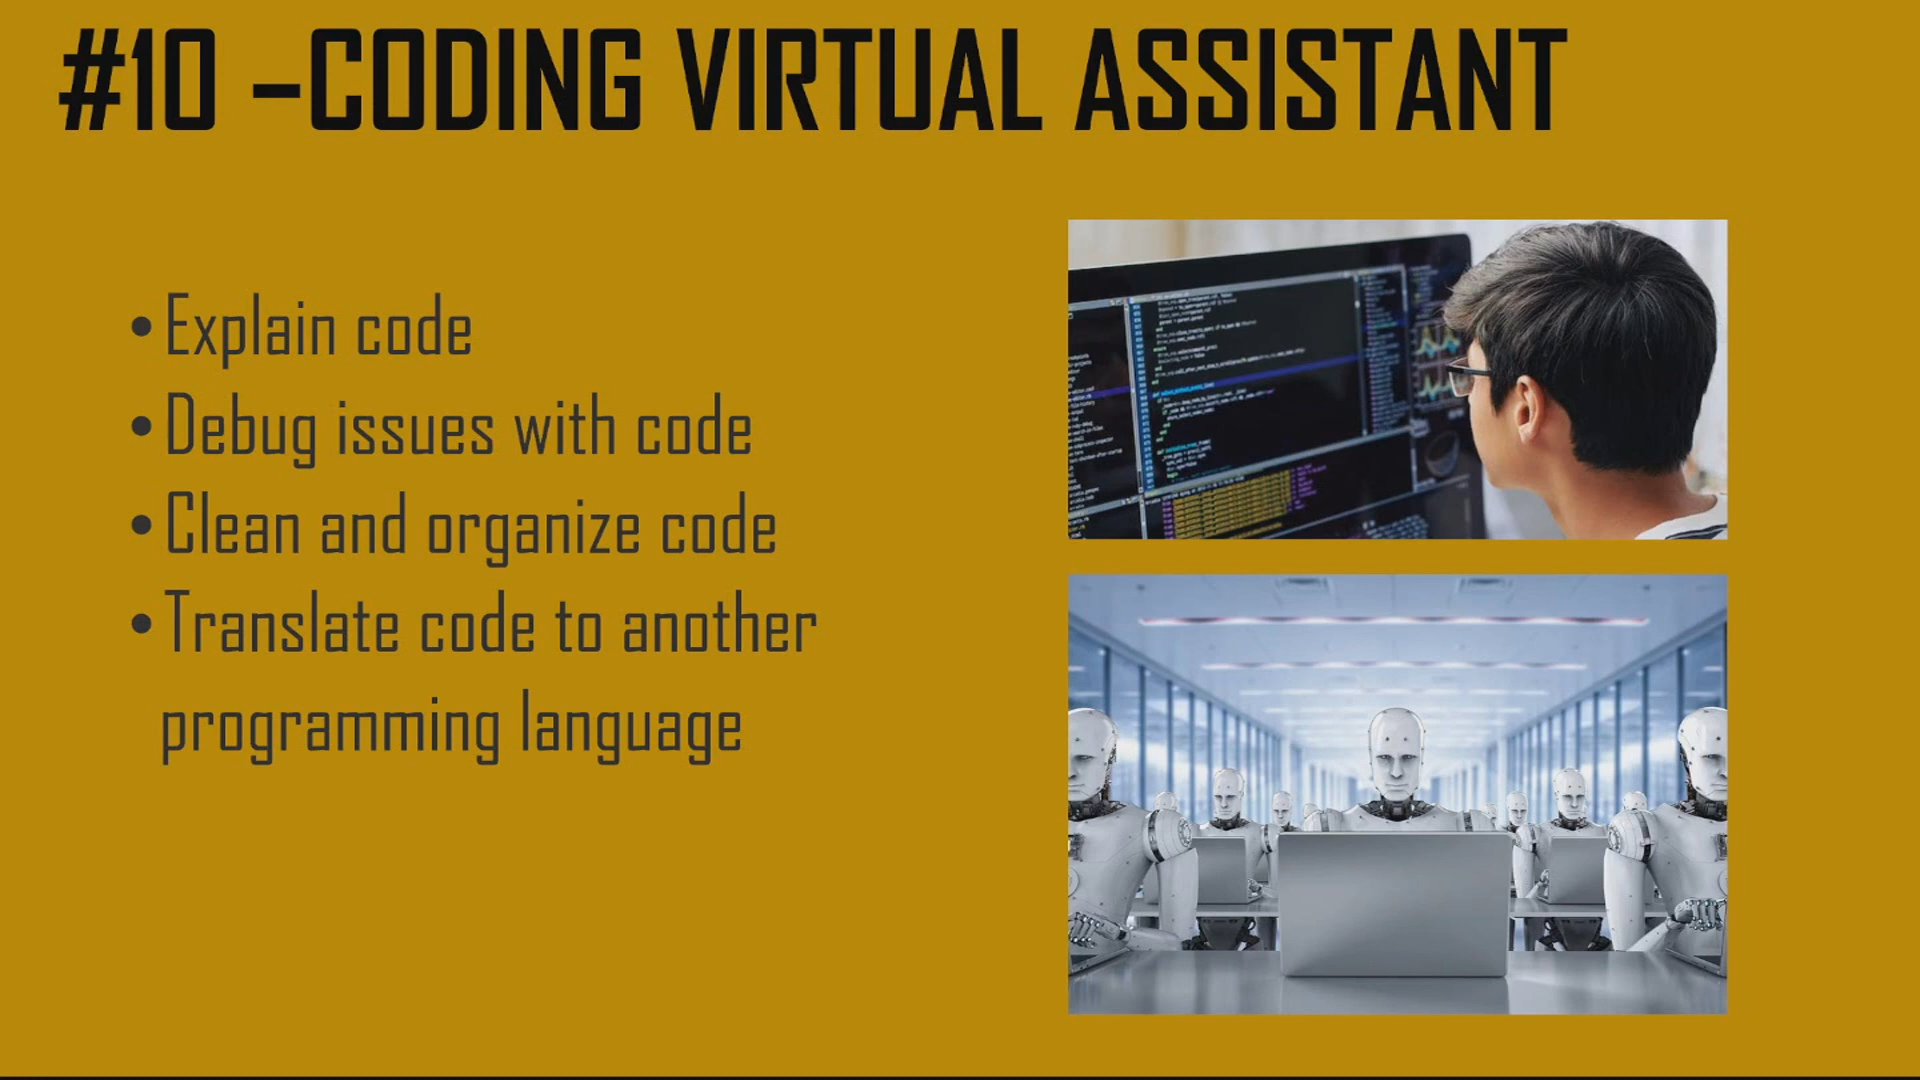 #10 –CODING VIRTUAL ASSISTANT
•Explain code
•Debug issues with code
•Clean and organize code
•Translate code to another
programming language